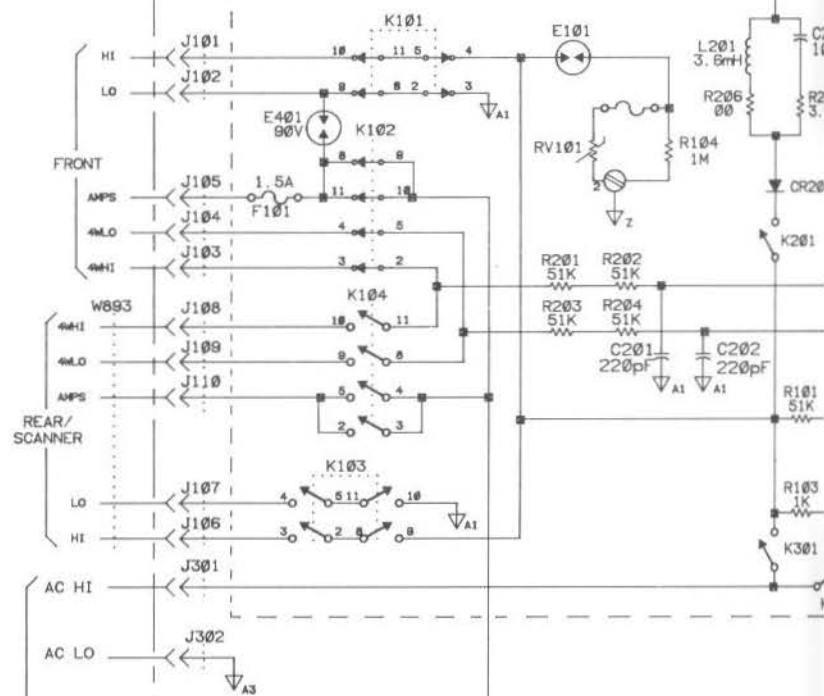 K101
J101
HI
10
11
5
4
E101
L201
3.6mH
J102
LO
9
8
2
3
A1
R206
00
E401
90V
K102
8
9
RV101
R104
1M
FRONT
2
Z
J105
AMPS
1.5A
F101
11
10
J104
4WLO
4
5
K201
J103
4WHI
3
2
R201
51K
R202
51K
W893
J108
4WHI
K104
10
11
R203
51K
R204
51K
J109
4WLO
9
8
C201
220pF
C202
220pF
A1
A1
J110
AMPS
5
4
2
3
R101
51K
REAR/
SCANNER
K103
J107
LO
4
5
11
10
A1
R103
1K
J106
HI
3
2
8
9
K301
J301
AC HI
J302
AC LO
A3